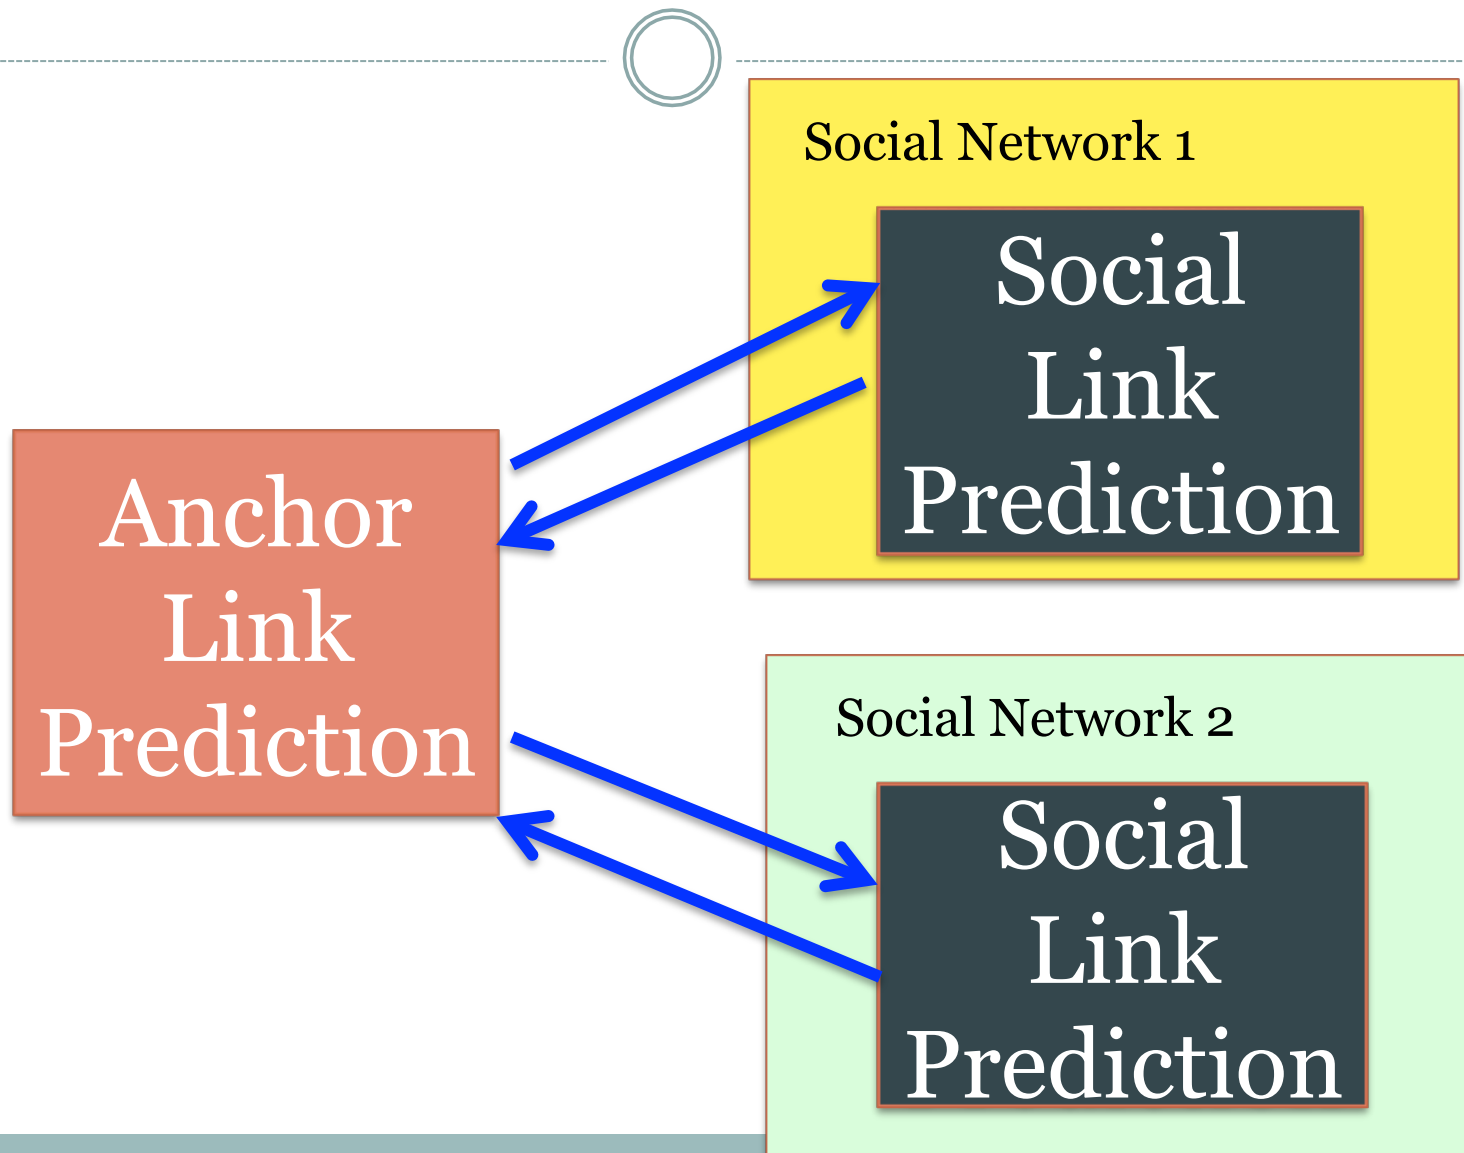 Social Network 1
Social
Link
Prediction
Anchor
Link
Prediction
Social Network 2
Social
Link
Prediction